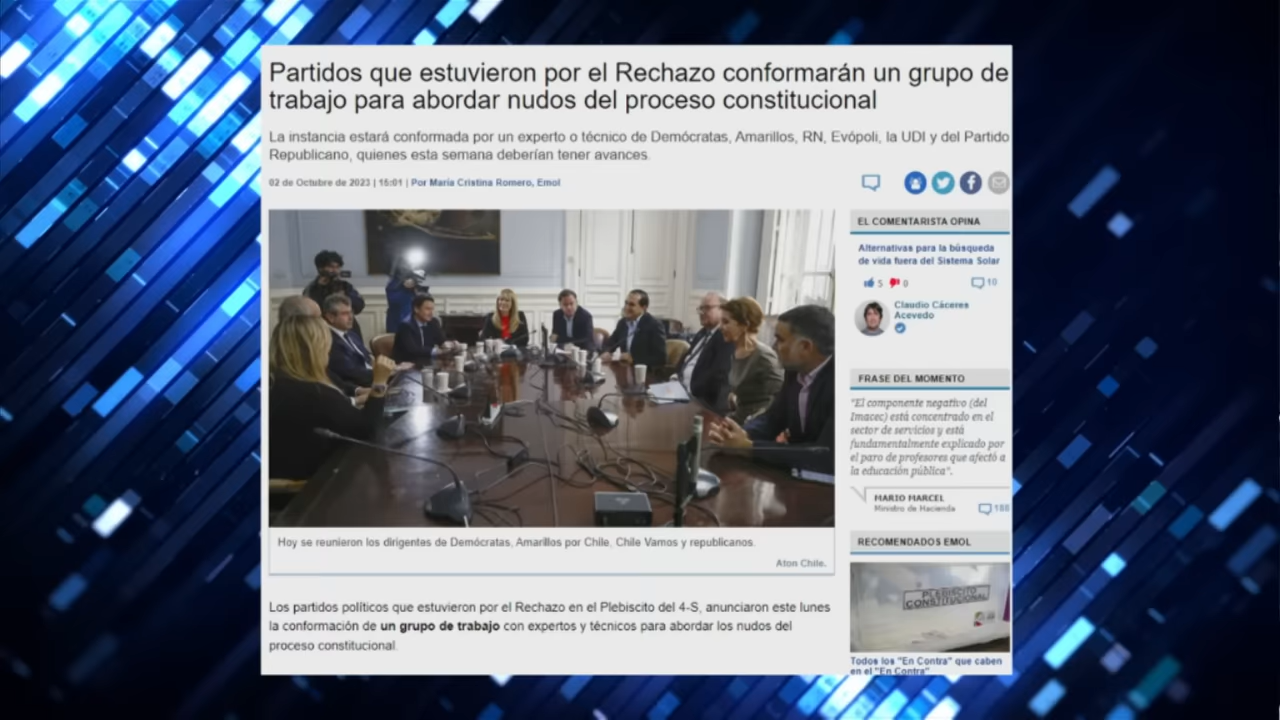 Partidos que estuvieron por el Rechazo conformarán un grupo de
trabajo para abordar nudos del proceso constitucional
La instancia estará conformada por un experto o técnico de Demócratas, Amarillos, RN, Evópoli, la UDI y del Partido
Republicano, quienes esta semana deberían tener avances.
02 de Octubre de 2023 | 15:01 | Por María Cristina Romero, Emol
Hoy se reunieron los dirigentes de Demócratas, Amarillos por Chile, Chile Vamos y republicanos.
Aton Chile.
Los partidos políticos que estuvieron por el Rechazo en el Plebiscito del 4-S, anunciaron este lunes
la conformación de un grupo de trabajo con expertos y técnicos para abordar los nudos del
proceso constitucional.
EL COMENTARISTA OPINA
Alternativas para la búsqueda
de vida fuera del Sistema Solar
5 0 10
Claudio Cáceres
Acevedo
FRASE DEL MOMENTO
"El componente negativo (del
Imacec) está concentrado en el
sector de servicios y está
fundamentalmente explicado por
el paro de profesores que afectó a
la educación pública".
MARIO MARCEL
Ministro de Hacienda 188
RECOMENDADOS EMOL
PLEBISCITO
CONSTITUCIONAL
Todos los "En Contra" que caben
en el "En Contra"